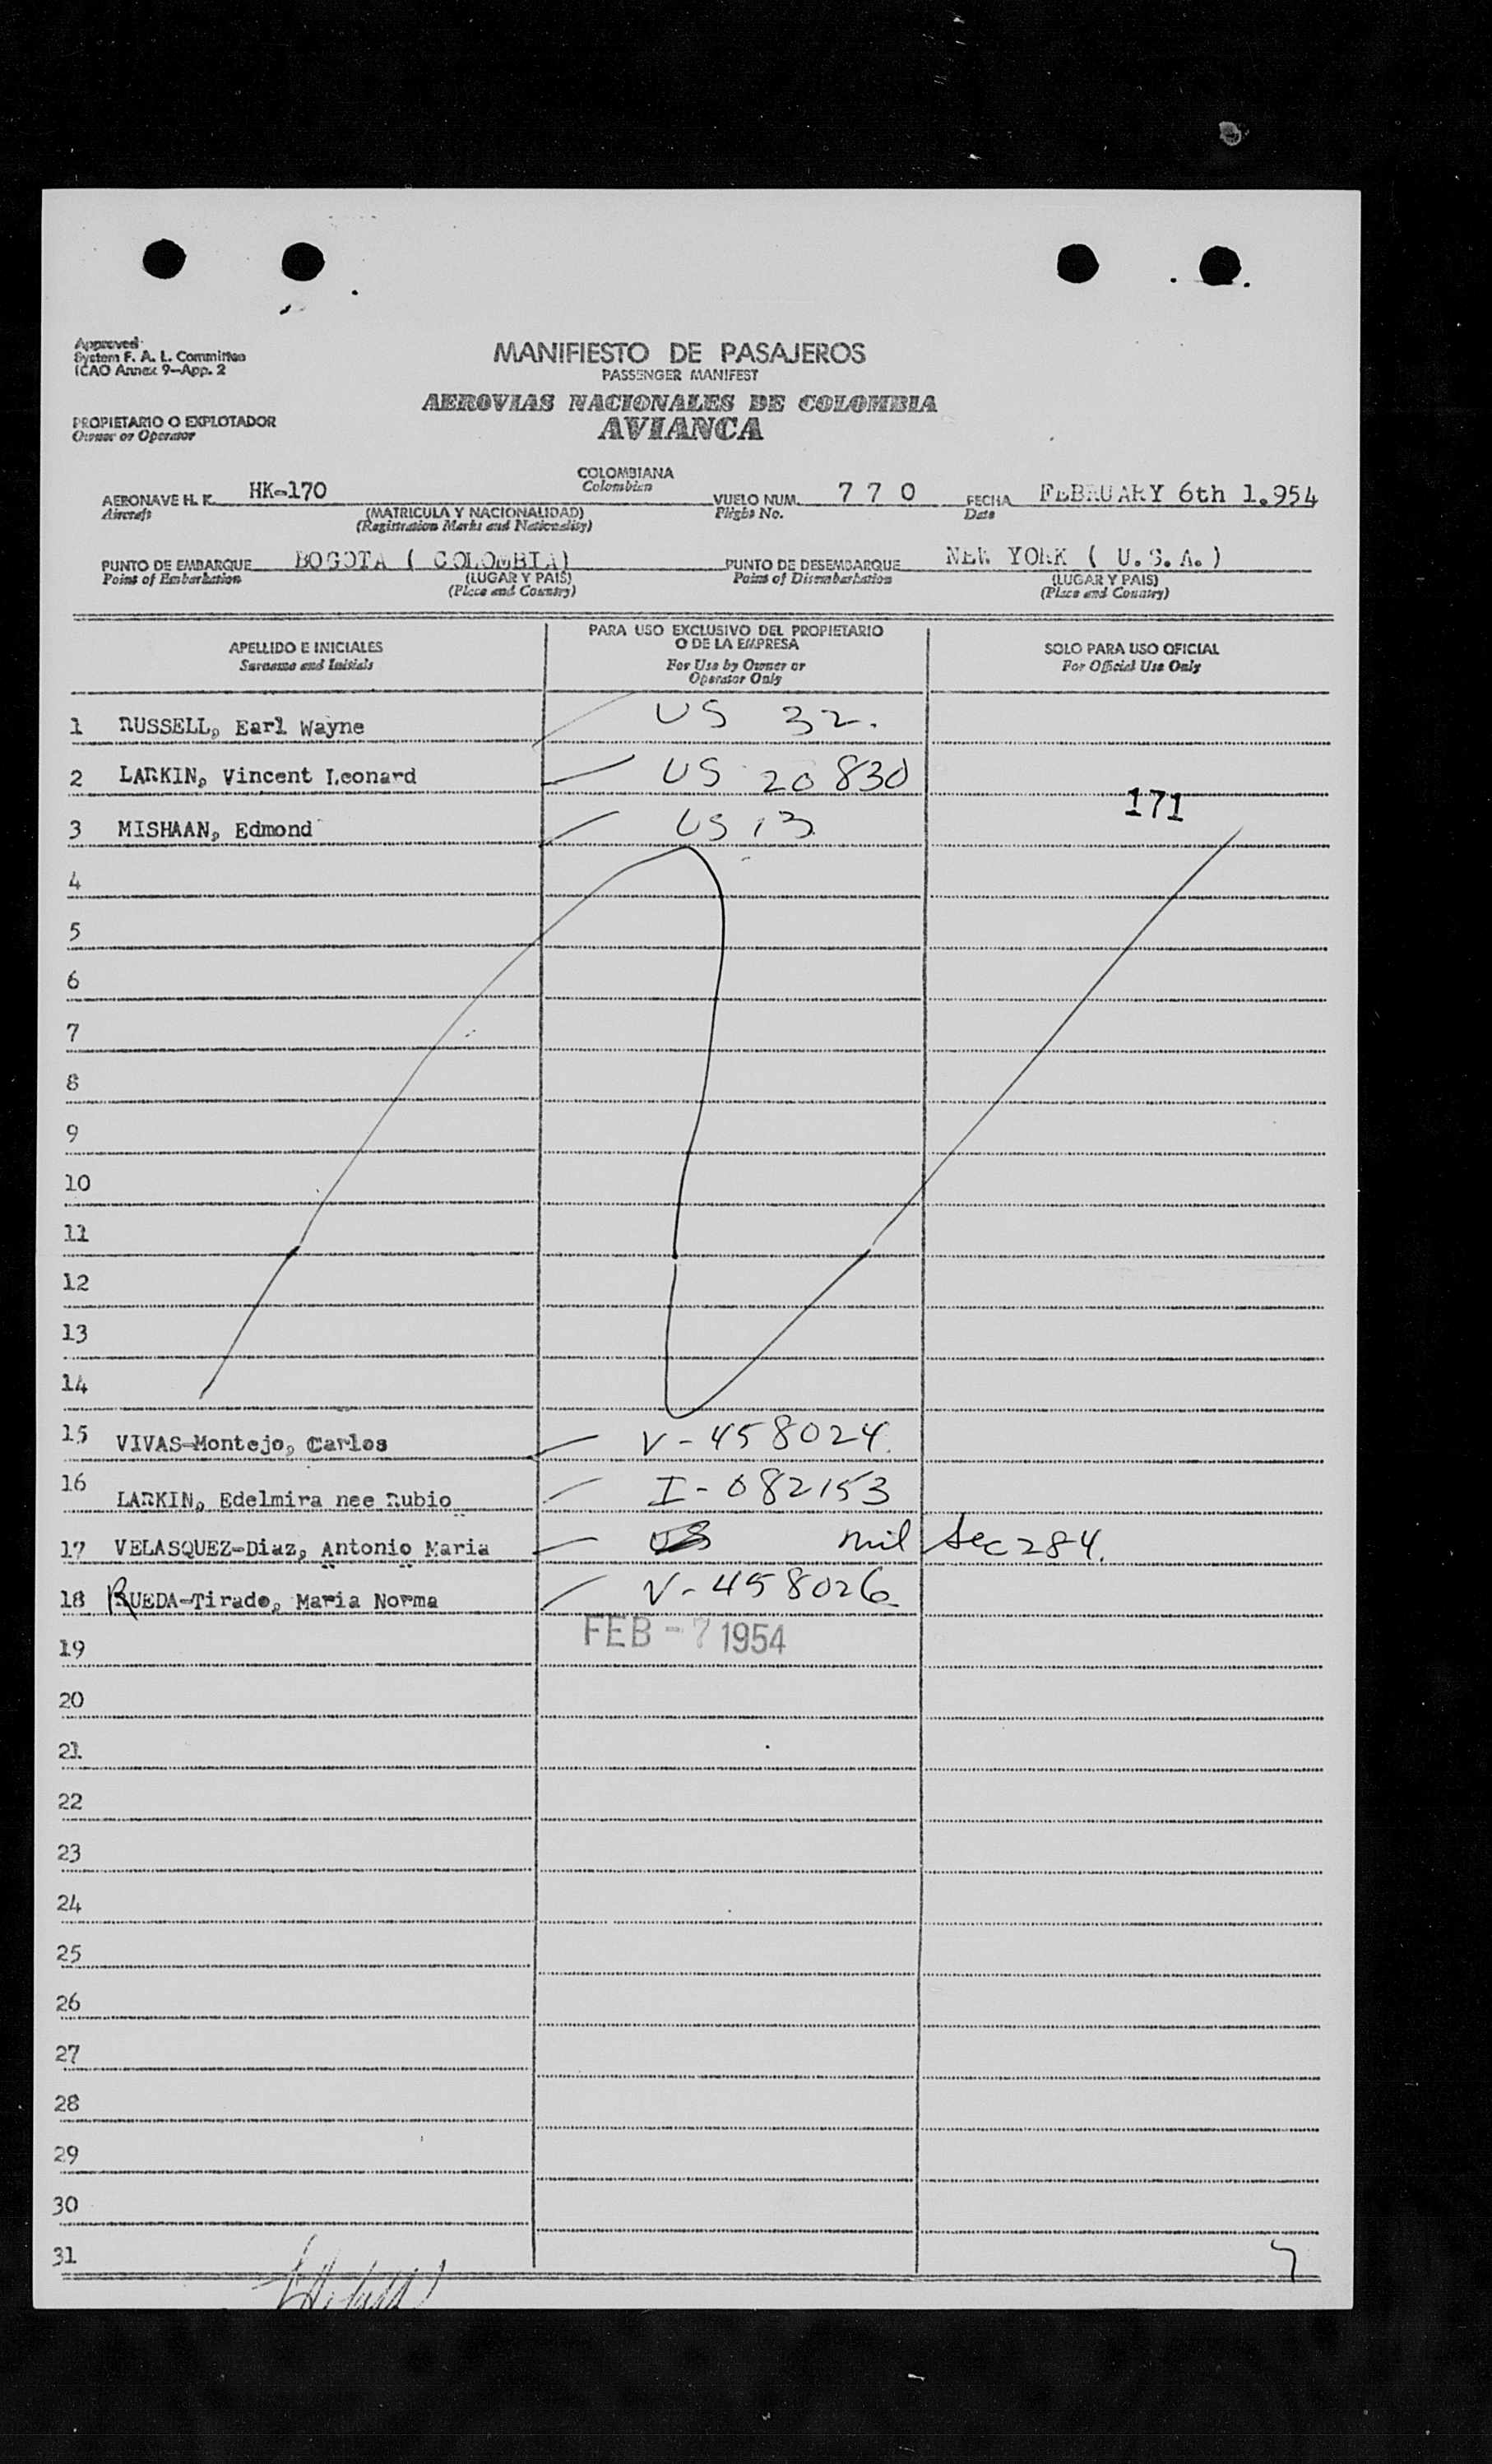 Approved
System F. A. L. Committee
ICAO Annex 9-App. 2
MANIFIESTO DE PASAJEROS
PASSENGER MANIFEST
AEROVIAS NACIONALES DE COLOMBIA
AVIANCA
PROPIETARIO O EXPLOTADOR
Owner or Operator
COLOMBIANA
Colombian
AERONAVE H. K. HK-170 VUELO NUM. 7 7 0 FECHA FEBRUARY 6th 1.954
Aircraft (MATRICULA Y NACIONALIDAD) Flight No. Date
(Registration Marks and Nationality)
PUNTO DE EMBARQUE BOGOTA ( COLOMBIA) PUNTO DE DESEMBARQUE NEW YORK ( U.S.A.)
Point of Embarkation (LUGAR Y PAIS) Point of Disembarkation (LUGAR Y PAIS)
(Place and Country) (Place and Country)
APELLIDO E INICIALES PARA USO EXCLUSIVO DEL PROPIETARIO O DE LA EMPRESA SOLO PARA USO OFICIAL
Surname and Initials For Use by Owner or Operator Only For Official Use Only
1 RUSSELL, Earl Wayne US 32.
2 LARKIN, Vincent Leonard US 20830
171
3 MISHAAN, Edmond US 13
4
5
6
7
8
9
10
11
12
13
14
15 VIVAS-Montejo, Carlos V-458024
16 LARKIN, Edelmira nee Rubio I-082153
17 VELASQUEZ-Diaz, Antonio Maria US nil Sec 284.
18 RUEDA-Tirado, Maria Norma V-458026
FEB -7 1954
19
20
21
22
23
24
25
26
27
28
29
30
31
7